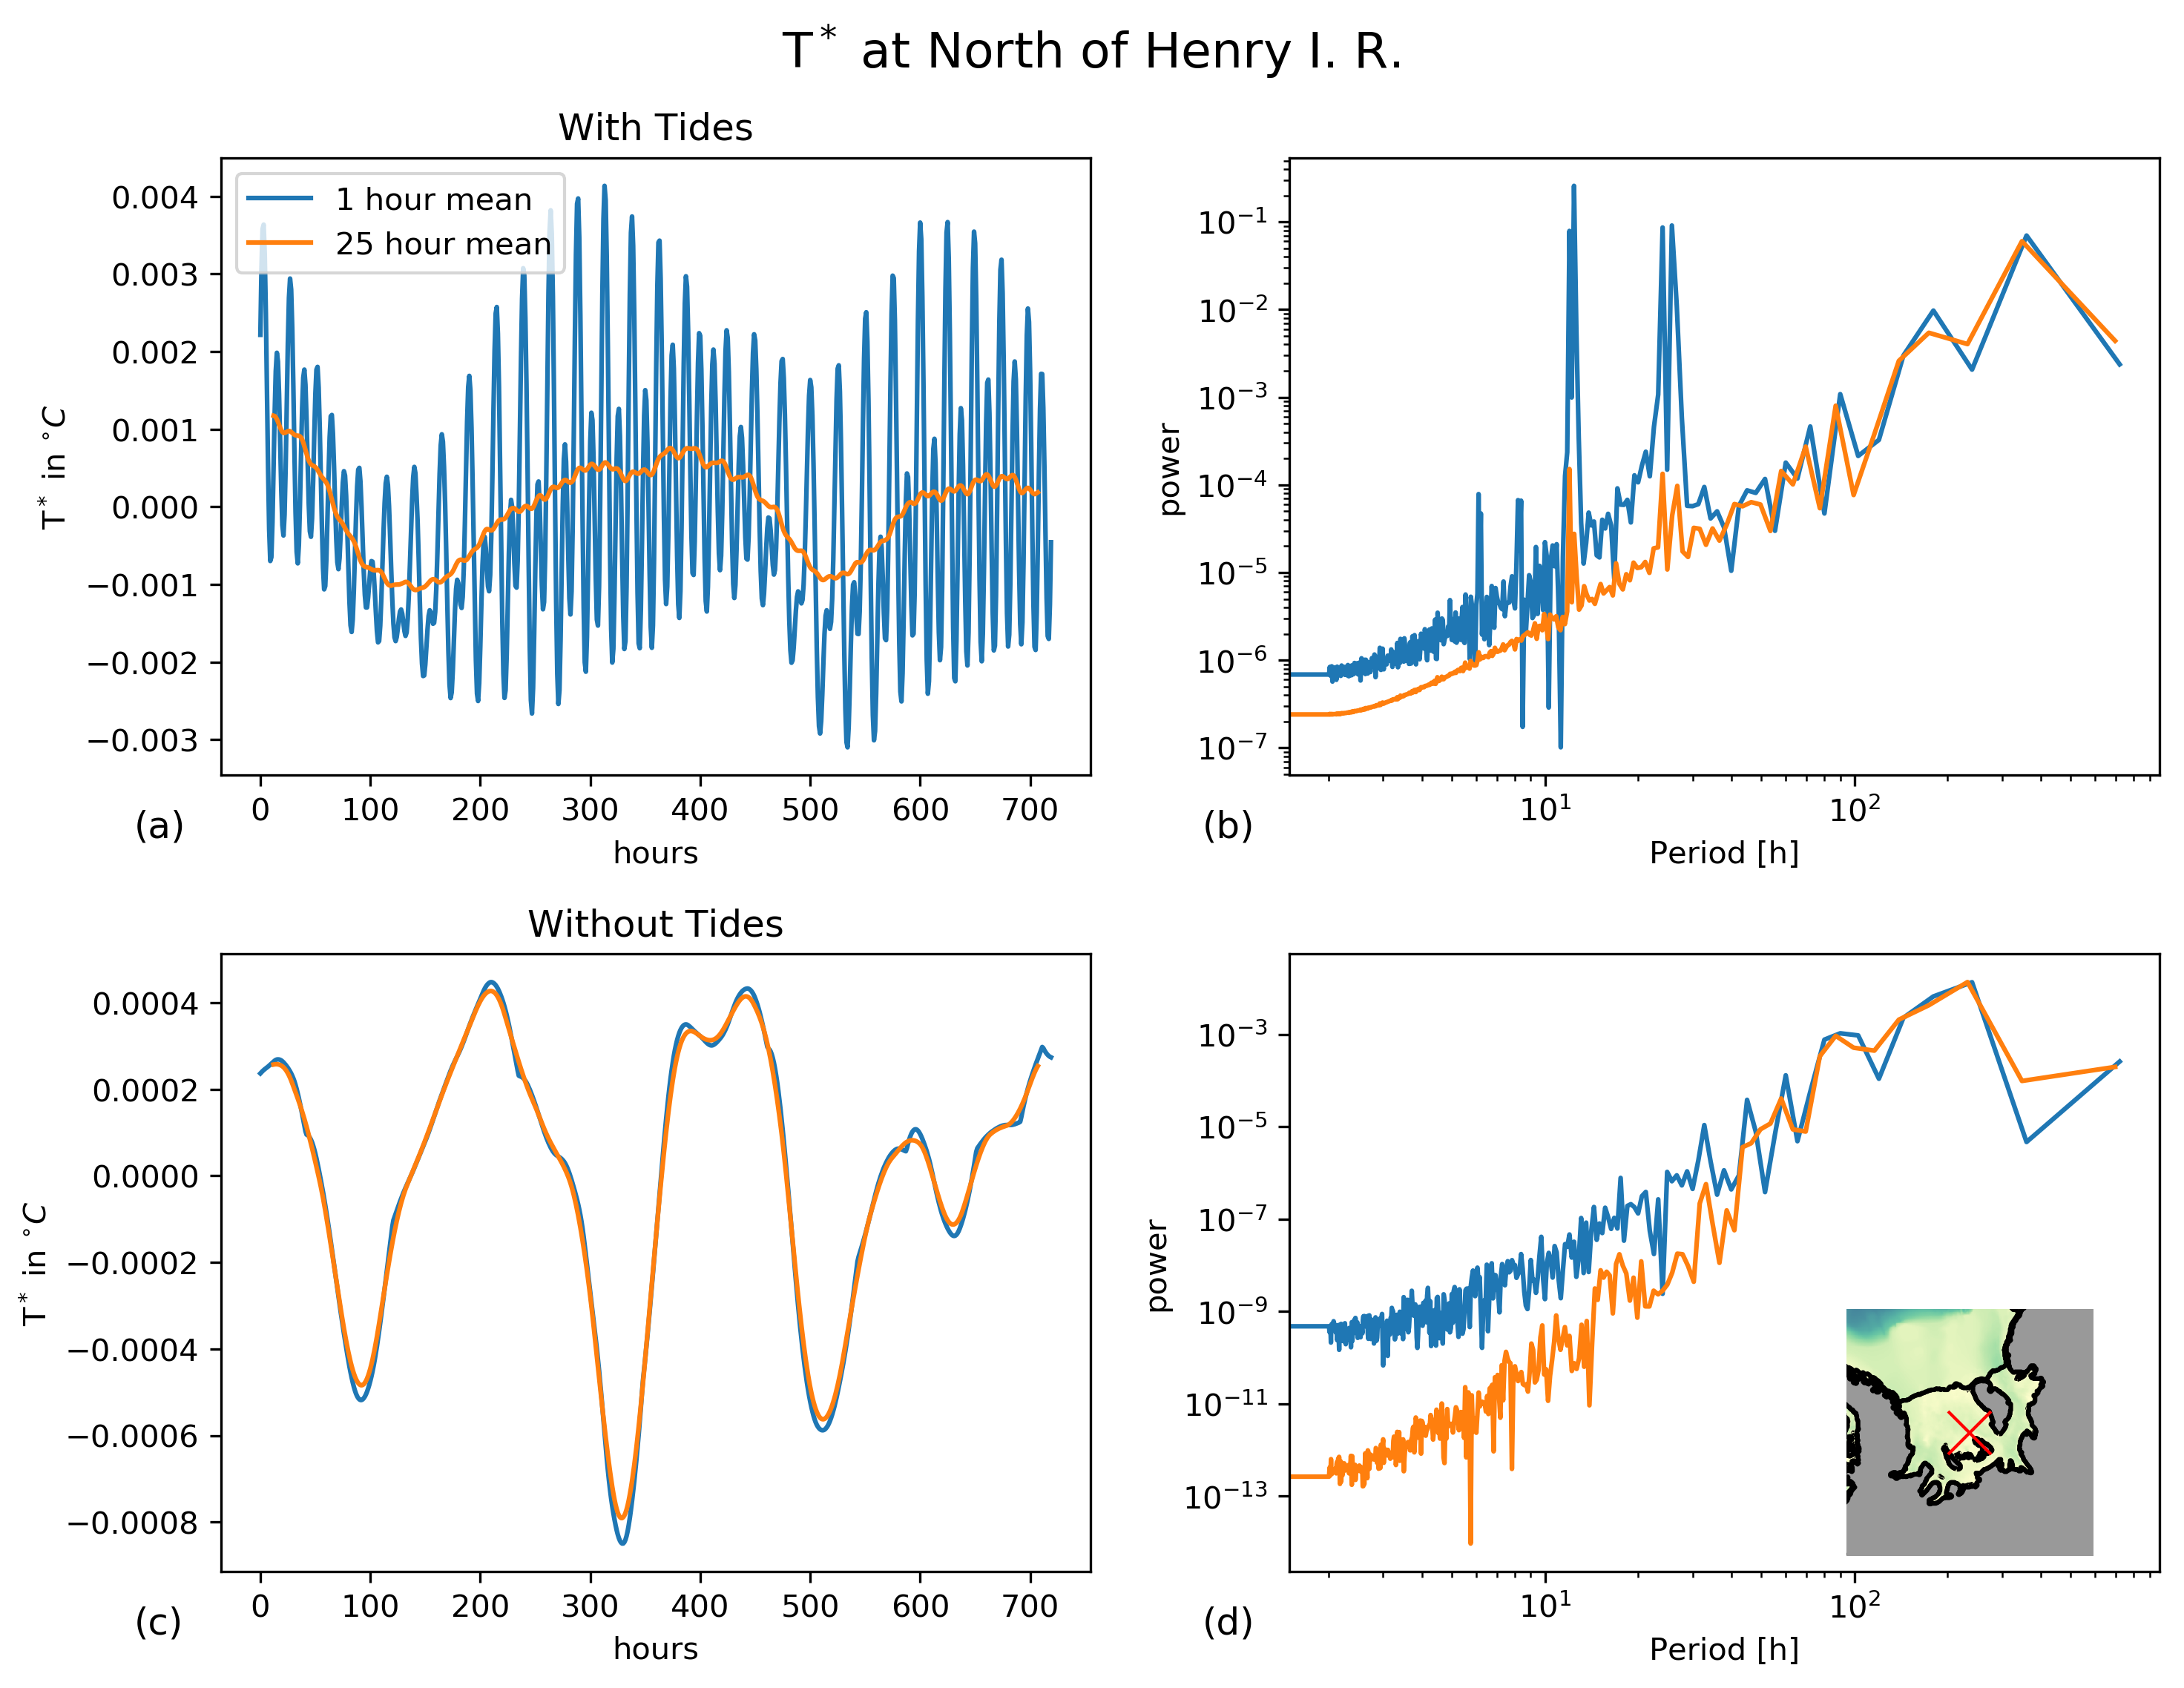 T* at North of Henry I. R.
With Tides
1 hour mean
25 hour mean
T* in °C
0.004
0.003
0.002
0.001
0.000
−0.001
−0.002
−0.003
0 100 200 300 400 500 600 700
hours
(a)
power
10⁻¹
10⁻²
10⁻³
10⁻⁴
10⁻⁵
10⁻⁶
10⁻⁷
10¹ 10²
Period [h]
(b)
Without Tides
T* in °C
0.0004
0.0002
0.0000
−0.0002
−0.0004
−0.0006
−0.0008
0 100 200 300 400 500 600 700
hours
(c)
power
10⁻³
10⁻⁵
10⁻⁷
10⁻⁹
10⁻¹¹
10⁻¹³
10¹ 10²
Period [h]
(d)